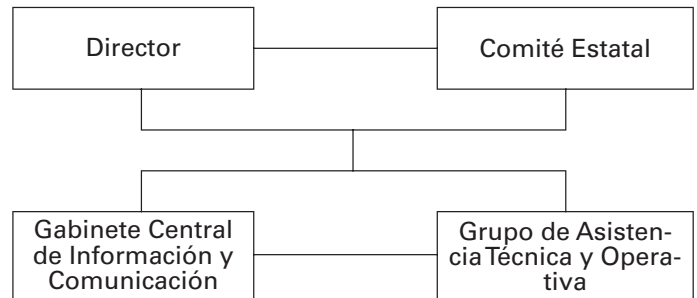 Director
Comité Estatal
Gabinete Central
de Información y
Comunicación
Grupo de Asisten-
cia Técnica y Opera-
tiva